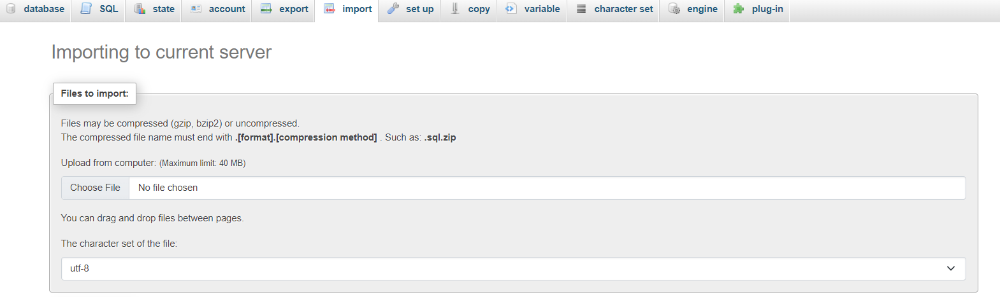 database SQL state account export import set up copy variable character set engine plug-in
Importing to current server
Files to import:
Files may be compressed (gzip, bzip2) or uncompressed.
The compressed file name must end with .[format].[compression method] . Such as: .sql.zip
Upload from computer: (Maximum limit: 40 MB)
Choose File No file chosen
You can drag and drop files between pages.
The character set of the file:
utf-8